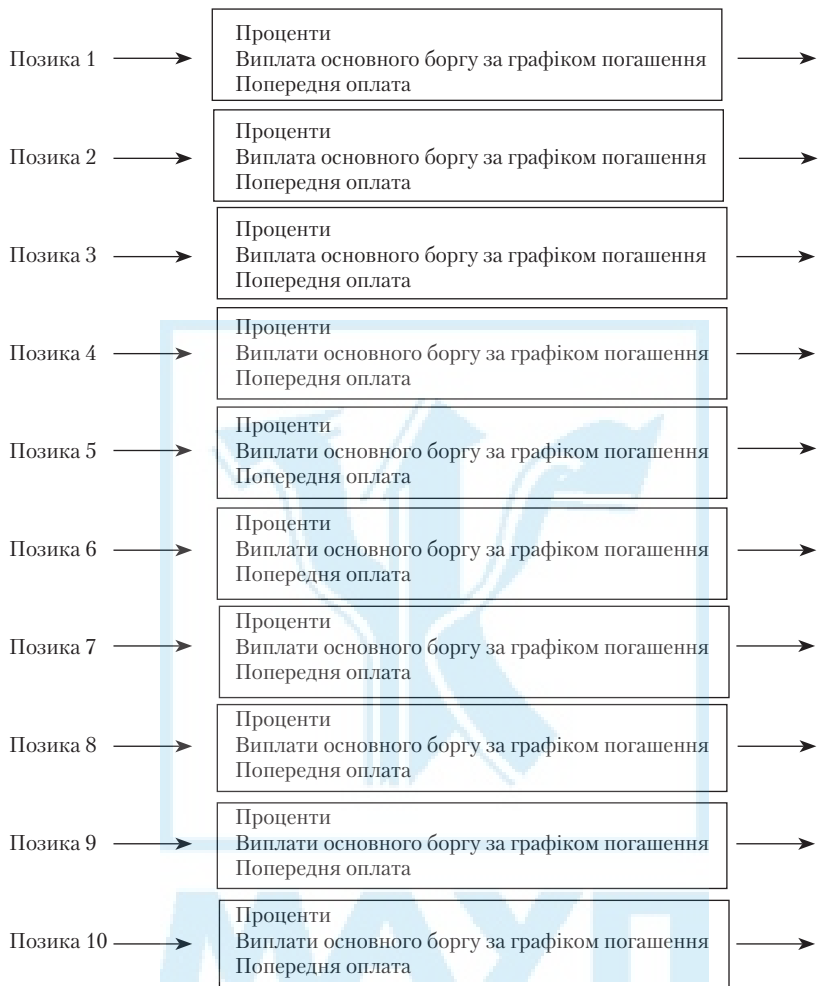 Проценти
Позика 1 Виплата основного боргу за графіком погашення
Попередня оплата
Проценти
Позика 2 Виплата основного боргу за графіком погашення
Попередня оплата
Проценти
Позика 3 Виплата основного боргу за графіком погашення
Попередня оплата
Проценти
Позика 4 Виплати основного боргу за графіком погашення
Попередня оплата
Проценти
Позика 5 Виплати основного боргу за графіком погашення
Попередня оплата
Проценти
Позика 6 Виплати основного боргу за графіком погашення
Попередня оплата
Проценти
Позика 7 Виплати основного боргу за графіком погашення
Попередня оплата
Проценти
Позика 8 Виплати основного боргу за графіком погашення
Попередня оплата
Проценти
Позика 9 Виплати основного боргу за графіком погашення
Попередня оплата
Проценти
Позика 10 Виплати основного боргу за графіком погашення
Попередня оплата
МАУП